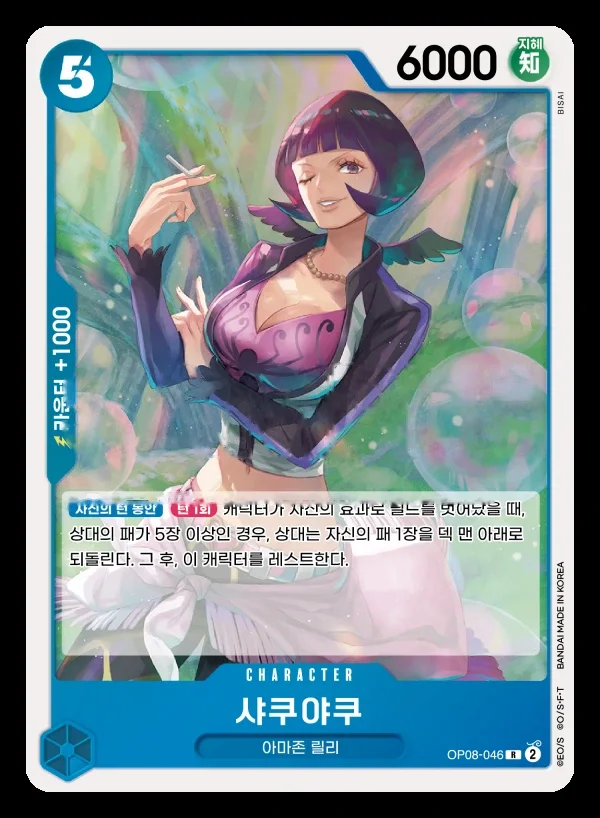 5
6000
지혜
知
BISAI
카운터 +1000
자신의 턴 동안 턴 1회 캐릭터가 자신의 효과로 필드를 벗어났을 때,
상대의 패가 5장 이상인 경우, 상대는 자신의 패 1장을 덱 맨 아래로
되돌린다. 그 후, 이 캐릭터를 레스트한다.
CHARACTER
샤쿠야쿠
아마존 릴리
OP08-046 R 2
©EO/S ©O/S·F·T BANDAI MADE IN KOREA